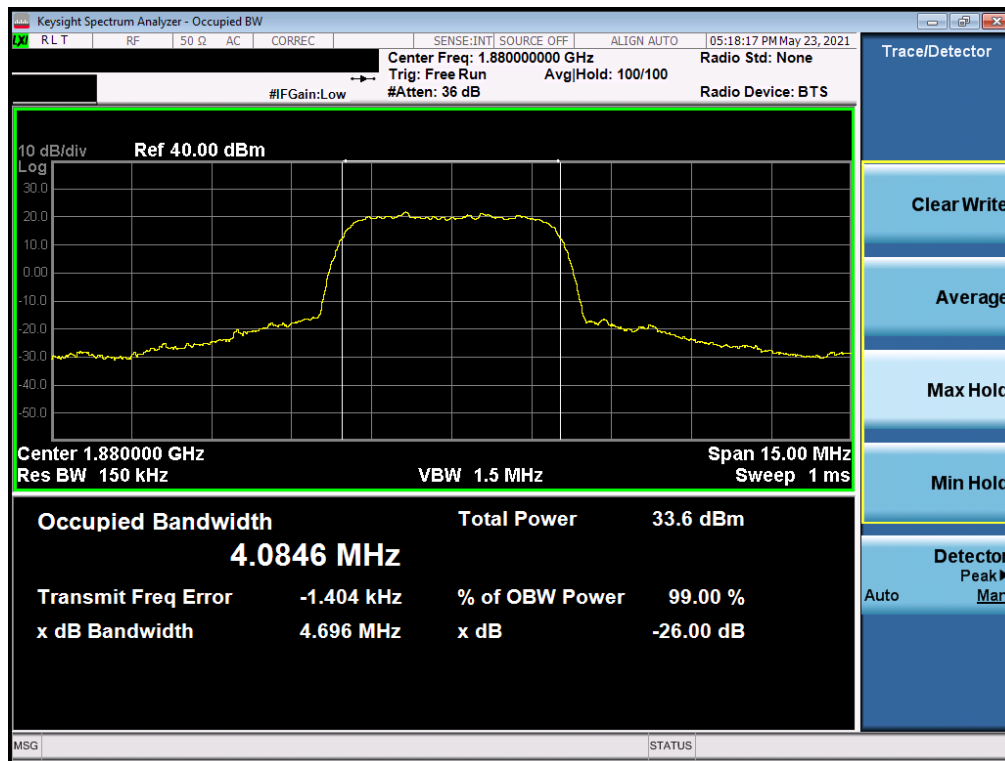 Keysight Spectrum Analyzer - Occupied BW
LXI RLT RF 50 Ω AC CORREC SENSE:INT SOURCE OFF ALIGN AUTO 05:18:17 PM May 23, 2021
Center Freq: 1.880000000 GHz Radio Std: None
Trig: Free Run Avg|Hold: 100/100
#IFGain:Low #Atten: 36 dB Radio Device: BTS
Trace/Detector
10 dB/div Ref 40.00 dBm
Log
30.0
20.0
10.0
0.00
-10.0
-20.0
-30.0
-40.0
-50.0
Center 1.880000 GHz Span 15.00 MHz
Res BW 150 kHz VBW 1.5 MHz Sweep 1 ms
Occupied Bandwidth Total Power 33.6 dBm
4.0846 MHz
Transmit Freq Error -1.404 kHz % of OBW Power 99.00 %
x dB Bandwidth 4.696 MHz x dB -26.00 dB
Clear Write
Average
Max Hold
Min Hold
Detector
Peak
Auto Man
MSG STATUS